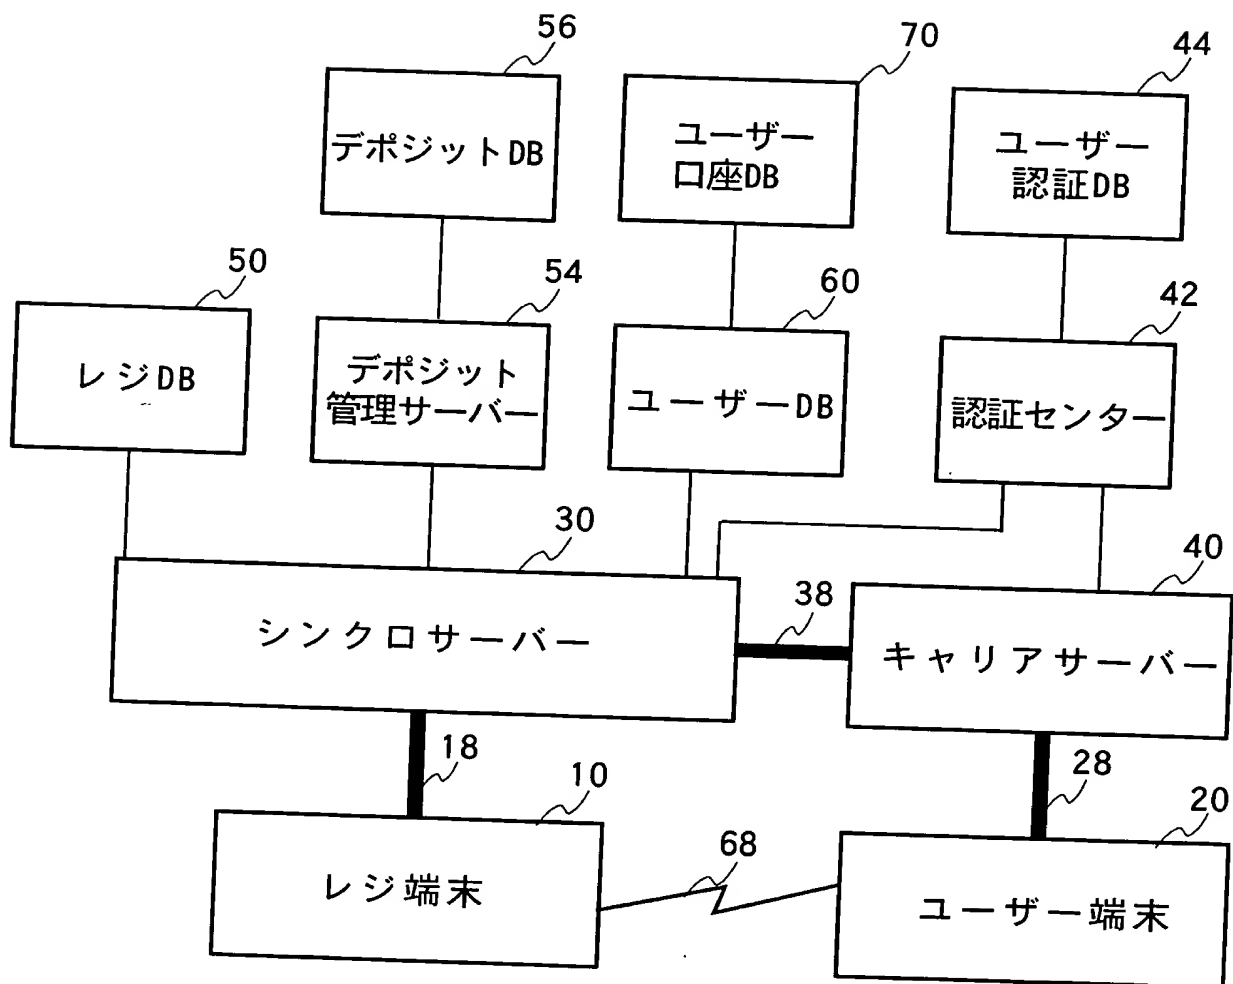 56
70
44
デポジットDB
ユーザー
口座DB
ユーザー
認証DB
50
54
60
42
レジDB
デポジット
管理サーバー
ユーザーDB
認証センター
30
40
シンクロサーバー
38
キャリアサーバー
18
28
10
20
レジ端末
68
ユーザー端末